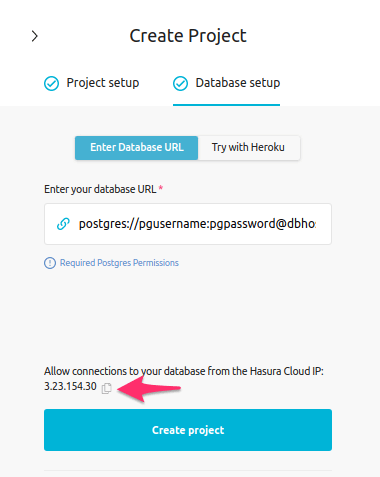 Create Project
Project setup
Database setup
Enter Database URL
Try with Heroku
Enter your database URL *
postgres://pgusername:pgpassword@dbho
Required Postgres Permissions
Allow connections to your database from the Hasura Cloud IP:
3.23.154.30
Create project